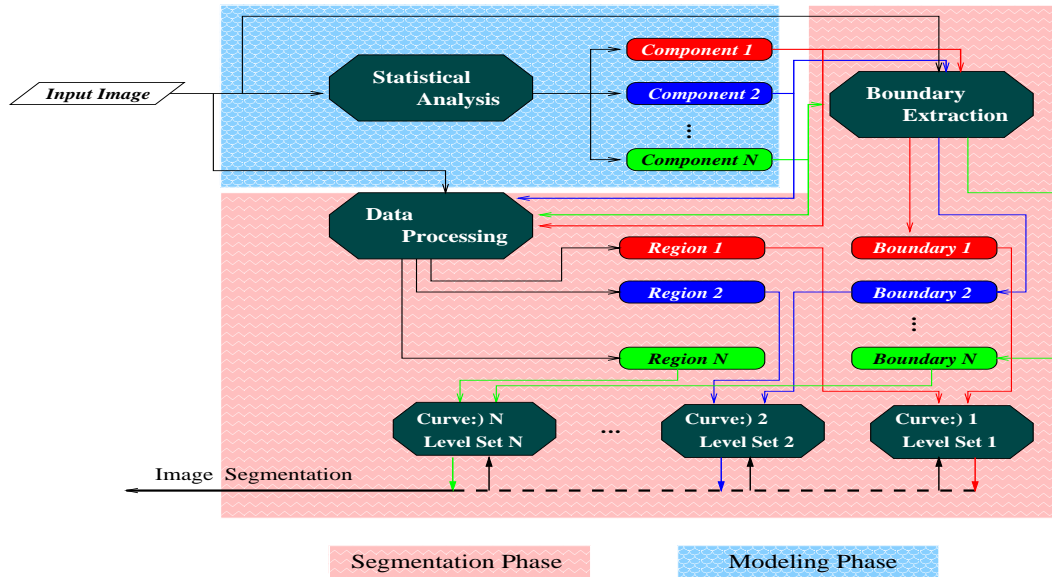 Input Image
Statistical
Analysis
Component 1
Component 2
...
Component N
Boundary
Extraction
Data
Processing
Region 1
Region 2
Region N
Boundary 1
Boundary 2
...
Boundary N
Curve:) N
Level Set N
...
Curve:) 2
Level Set 2
Curve:) 1
Level Set 1
Image Segmentation
Segmentation Phase
Modeling Phase